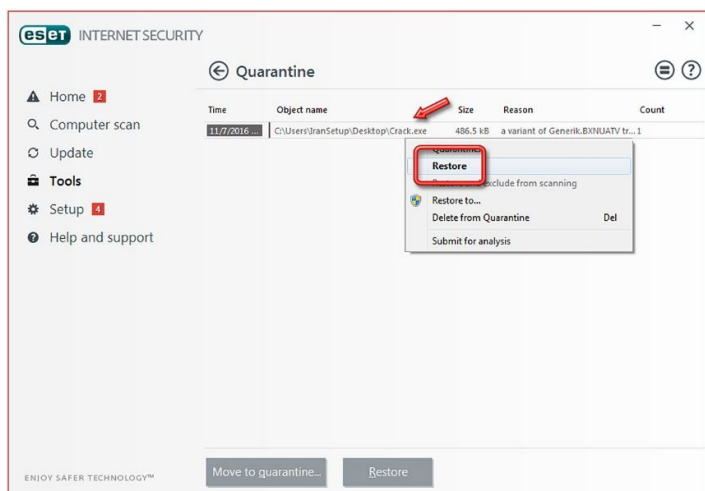 eset INTERNET SECURITY
Quarantine
Home 2
Computer scan
Update
Tools
Setup 4
Help and support
Time Object name Size Reason Count
11/7/2016 ... C:\Users\IranSetup\Desktop\Crack.exe 486.5 kB a variant of Generik.BXNUATV tr... 1
Restore
exclude from scanning
Restore to...
Delete from Quarantine Del
Submit for analysis
ENJOY SAFER TECHNOLOGY™
Move to quarantine... Restore